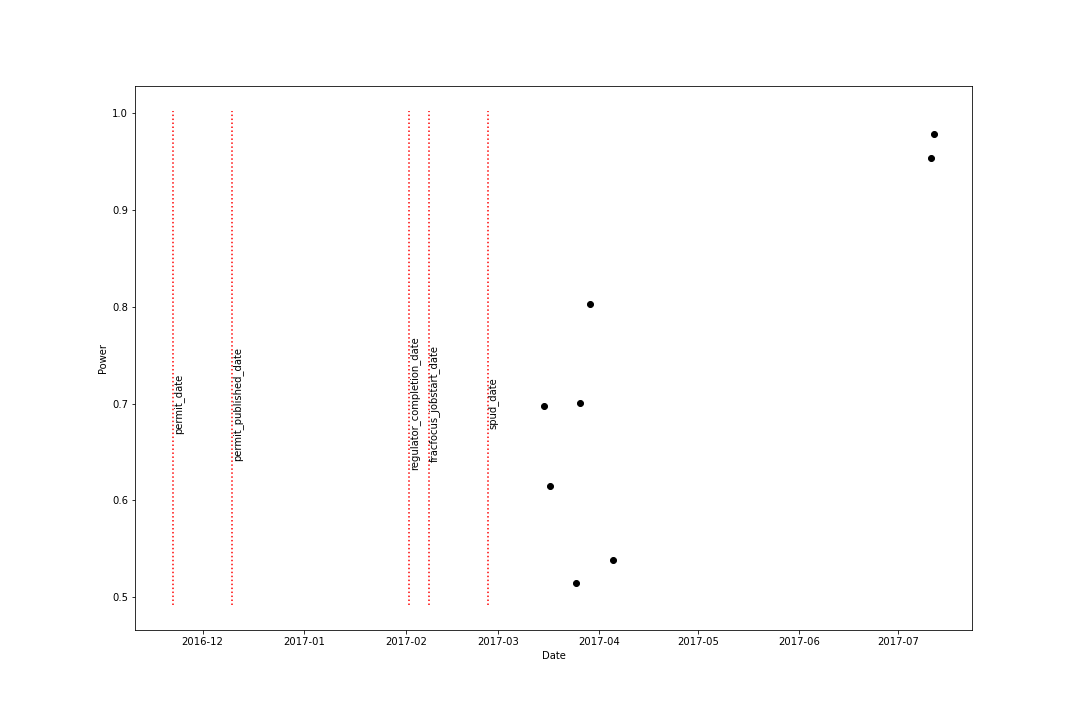 1.0
0.9
0.8
0.7
0.6
0.5
Power
permit_date
permit_published_date
regulator_completion_date
fracfocus_jobstart_date
spud_date
2016-12
2017-01
2017-02
2017-03
2017-04
2017-05
2017-06
2017-07
Date